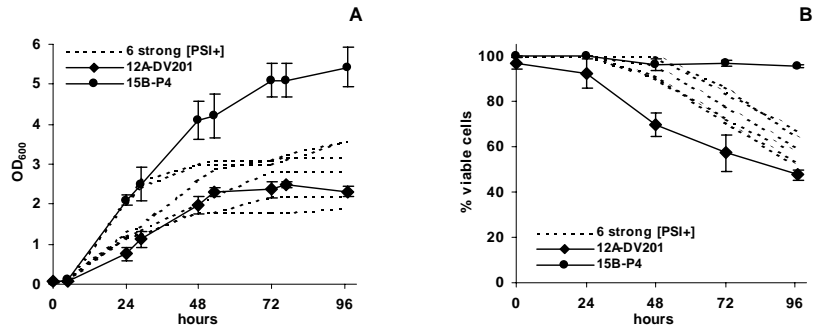 A
6
5
4
3
2
1
0
OD600
6 strong [PSI+]
12A-DV201
15B-P4
0 24 48 72 96
hours
B
100
80
60
40
20
0
% viable cells
6 strong [PSI+]
12A-DV201
15B-P4
0 24 48 72 96
hours